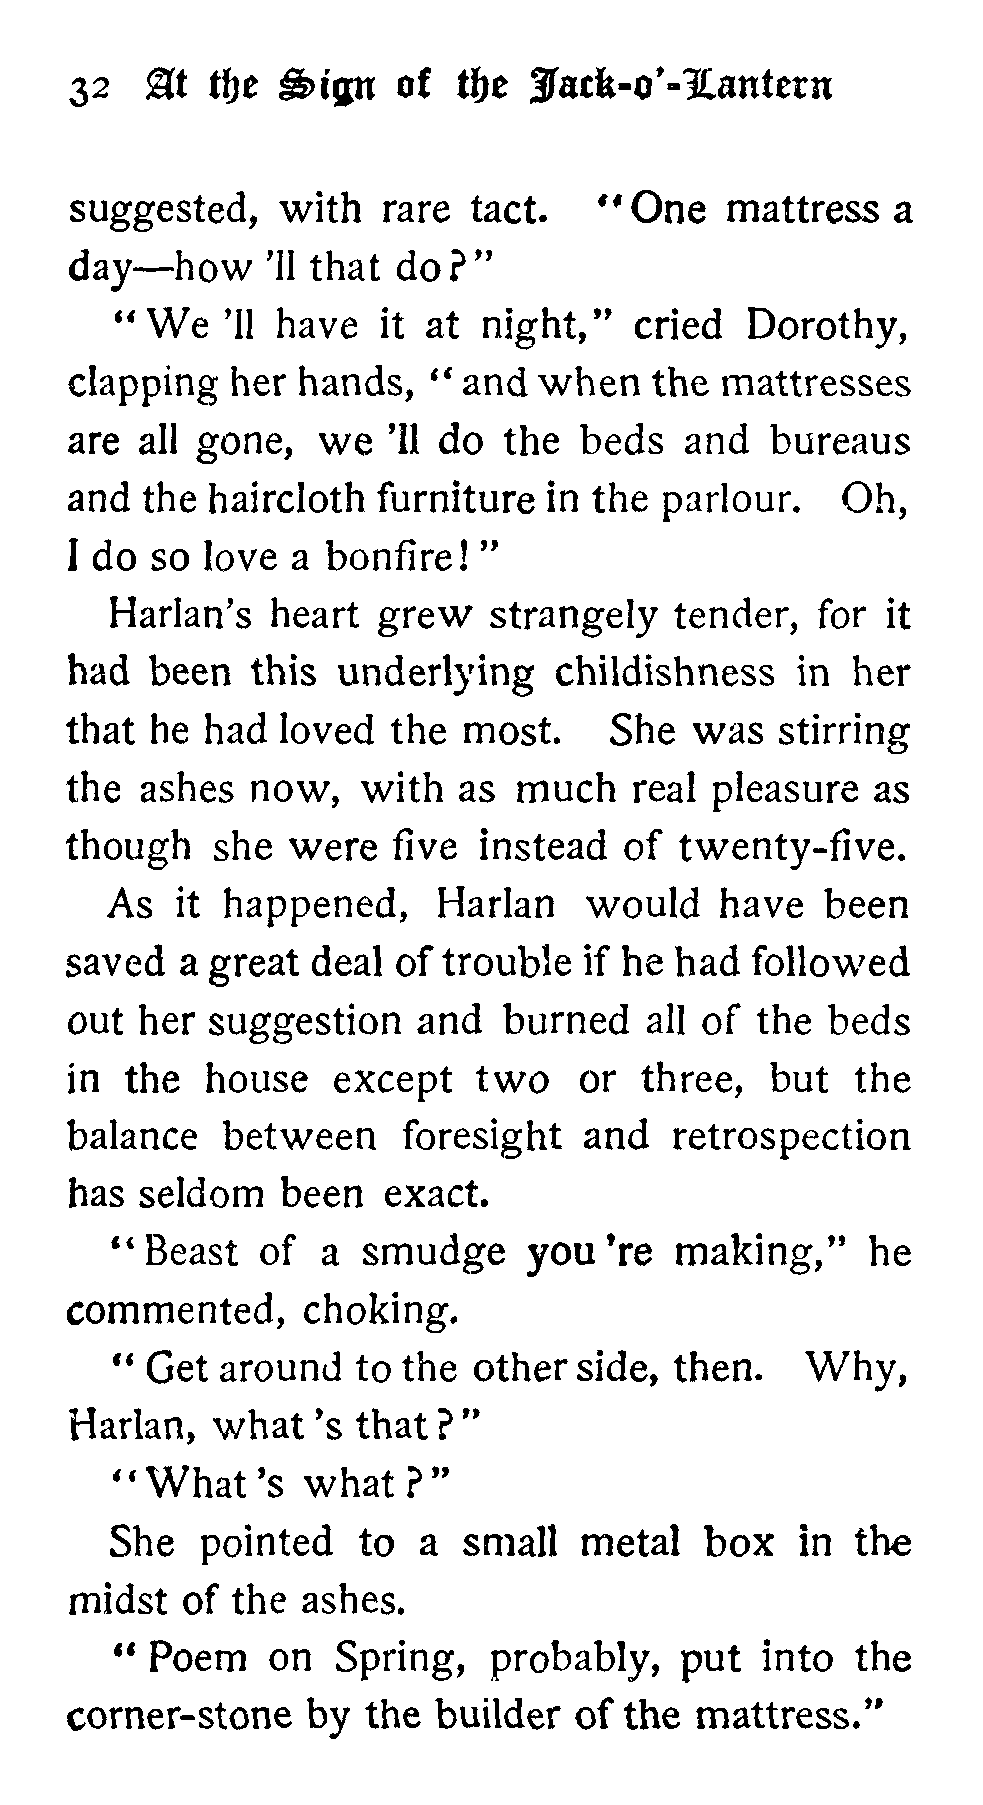 32 At the Sign of the Jack-o'-Lantern
suggested, with rare tact. "One mattress a
day—how 'll that do?"
"We 'll have it at night," cried Dorothy,
clapping her hands, "and when the mattresses
are all gone, we 'll do the beds and bureaus
and the haircloth furniture in the parlour. Oh,
I do so love a bonfire!"
Harlan's heart grew strangely tender, for it
had been this underlying childishness in her
that he had loved the most. She was stirring
the ashes now, with as much real pleasure as
though she were five instead of twenty-five.
As it happened, Harlan would have been
saved a great deal of trouble if he had followed
out her suggestion and burned all of the beds
in the house except two or three, but the
balance between foresight and retrospection
has seldom been exact.
"Beast of a smudge you 're making," he
commented, choking.
"Get around to the other side, then. Why,
Harlan, what 's that?"
"What 's what?"
She pointed to a small metal box in the
midst of the ashes.
"Poem on Spring, probably, put into the
corner-stone by the builder of the mattress."